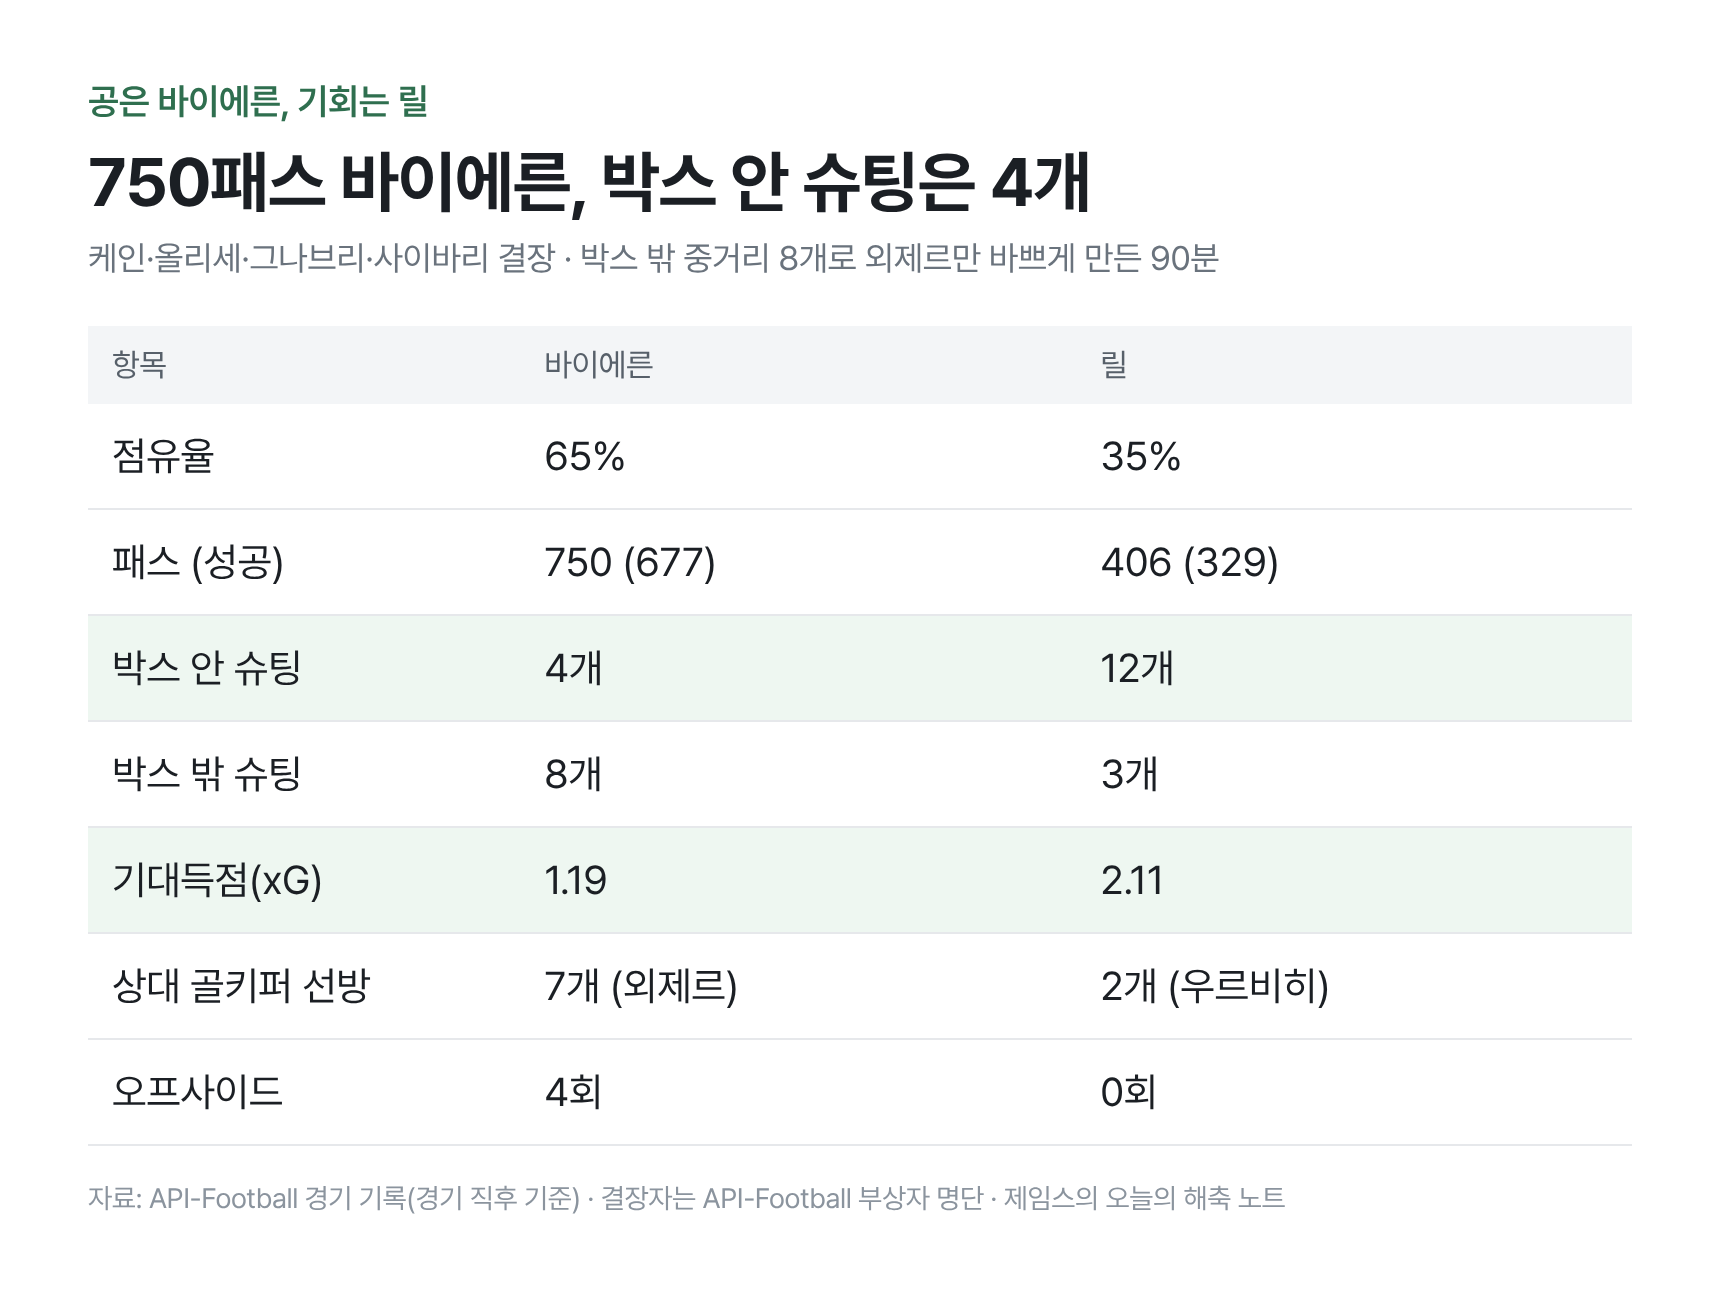 공은 바이에른, 기회는 릴
750패스 바이에른, 박스 안 슈팅은 4개
케인·올리세·그나브리·사이바리 결장 · 박스 밖 중거리 8개로 외제르만 바쁘게 만든 90분
항목 바이에른 릴
점유율 65% 35%
패스 (성공) 750 (677) 406 (329)
박스 안 슈팅 4개 12개
박스 밖 슈팅 8개 3개
기대득점(xG) 1.19 2.11
상대 골키퍼 선방 7개 (외제르) 2개 (우르비히)
오프사이드 4회 0회
자료: API-Football 경기 기록(경기 직후 기준) · 결장자는 API-Football 부상자 명단 · 제임스의 오늘의 해축 노트